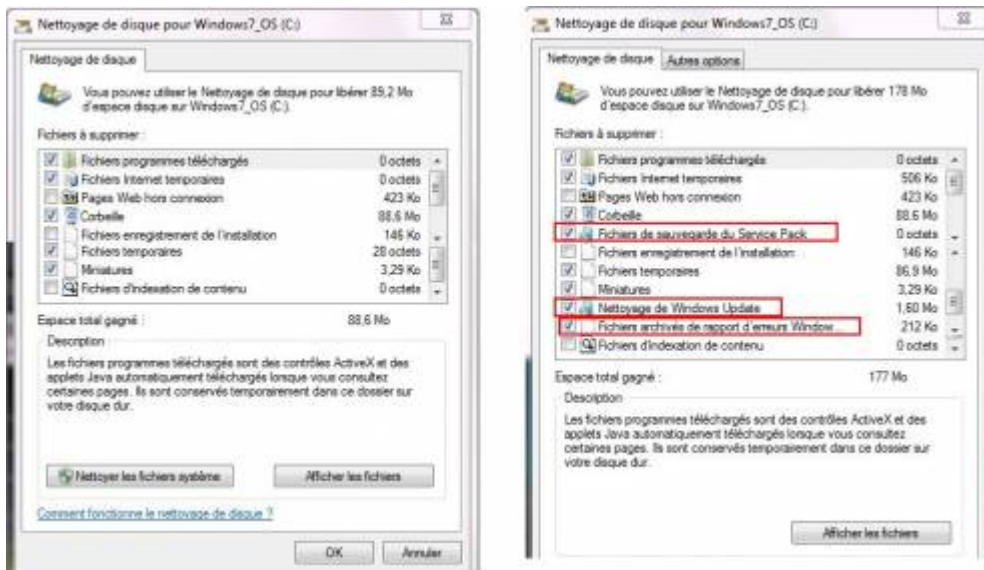 Nettoyage de disque pour Windows7_OS (C:)
Nettoyage de disque
Vous pouvez utiliser le Nettoyage de disque pour libérer 89,2 Mo
d'espace disque sur Windows7_OS (C:).
Fichiers à supprimer :
Fichiers programmes téléchargés 0 octets
Fichiers Internet temporaires 0 octets
Pages Web hors connexion 423 Ko
Corbeille 88,6 Mo
Fichiers enregistrement de l'installation 146 Ko
Fichiers temporaires 28 octets
Miniatures 3,29 Ko
Fichiers d'indexation de contenu 0 octets
Espace total gagné : 88,6 Mo
Description
Les fichiers programmes téléchargés sont des contrôles ActiveX et des
applets Java automatiquement téléchargés lorsque vous consultez
certaines pages. Ils sont conservés temporairement dans ce dossier sur
votre disque dur.
Nettoyer les fichiers système
Afficher les fichiers
Comment fonctionne le nettoyage de disque ?
OK
Annuler
Nettoyage de disque pour Windows7_OS (C:)
Nettoyage de disque
Autres options
Vous pouvez utiliser le Nettoyage de disque pour libérer 178 Mo
d'espace disque sur Windows7_OS (C:).
Fichiers à supprimer :
Fichiers programmes téléchargés 0 octets
Fichiers Internet temporaires 506 Ko
Pages Web hors connexion 423 Ko
Corbeille 88,6 Mo
Fichiers de sauvegarde du Service Pack 0 octets
Fichiers enregistrement de l'installation 146 Ko
Fichiers temporaires 86,9 Mo
Miniatures 3,29 Ko
Nettoyage de Windows Update 1,60 Mo
Fichiers archivés de rapport d'erreurs Window... 212 Ko
Fichiers d'indexation de contenu 0 octets
Espace total gagné : 177 Mo
Description
Les fichiers programmes téléchargés sont des contrôles ActiveX et des
applets Java automatiquement téléchargés lorsque vous consultez
certaines pages. Ils sont conservés temporairement dans ce dossier sur
votre disque dur.
Afficher les fichiers